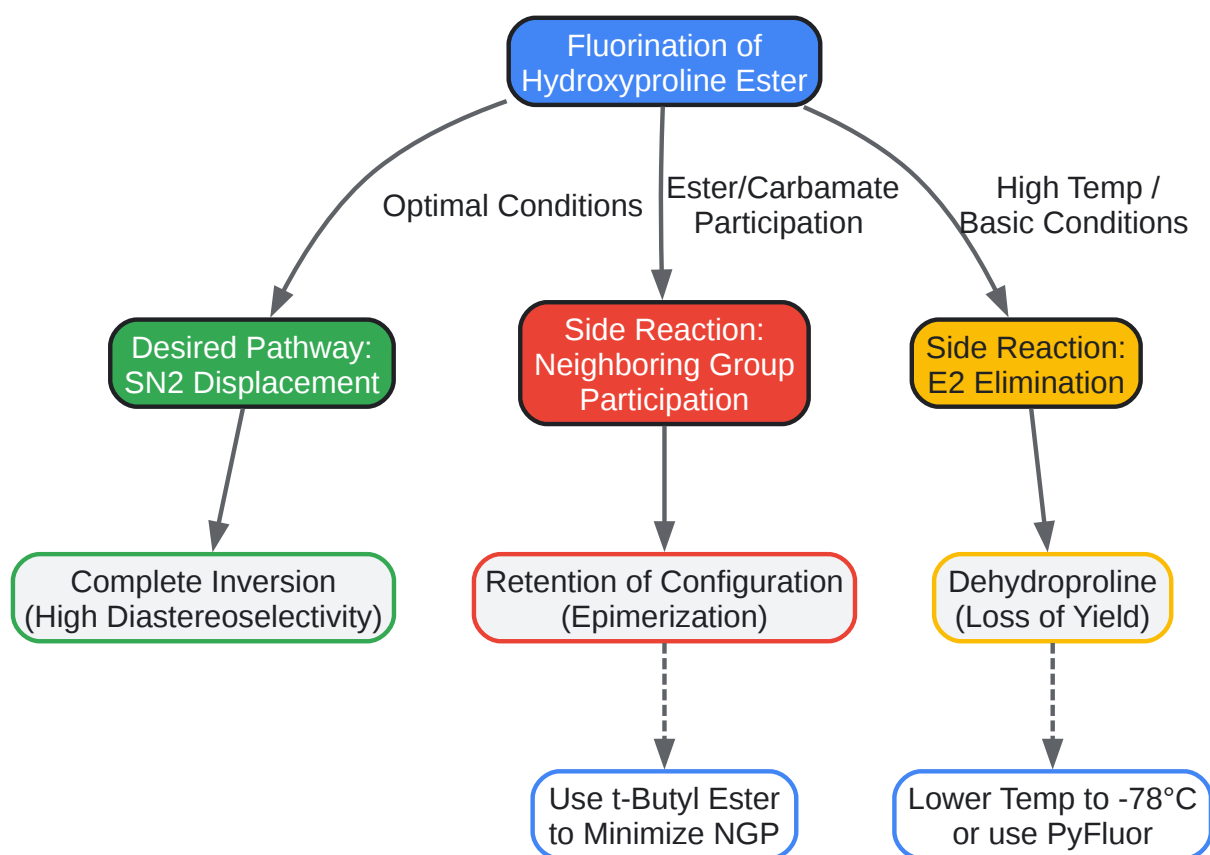 Fluorination of
Hydroxyproline Ester
Optimal Conditions
Ester/Carbamate
Participation
High Temp /
Basic Conditions
Desired Pathway:
SN2 Displacement
Side Reaction:
Neighboring Group
Participation
Side Reaction:
E2 Elimination
Complete Inversion
(High Diastereoselectivity)
Retention of Configuration
(Epimerization)
Dehydroproline
(Loss of Yield)
Use t-Butyl Ester
to Minimize NGP
Lower Temp to -78°C
or use PyFluor